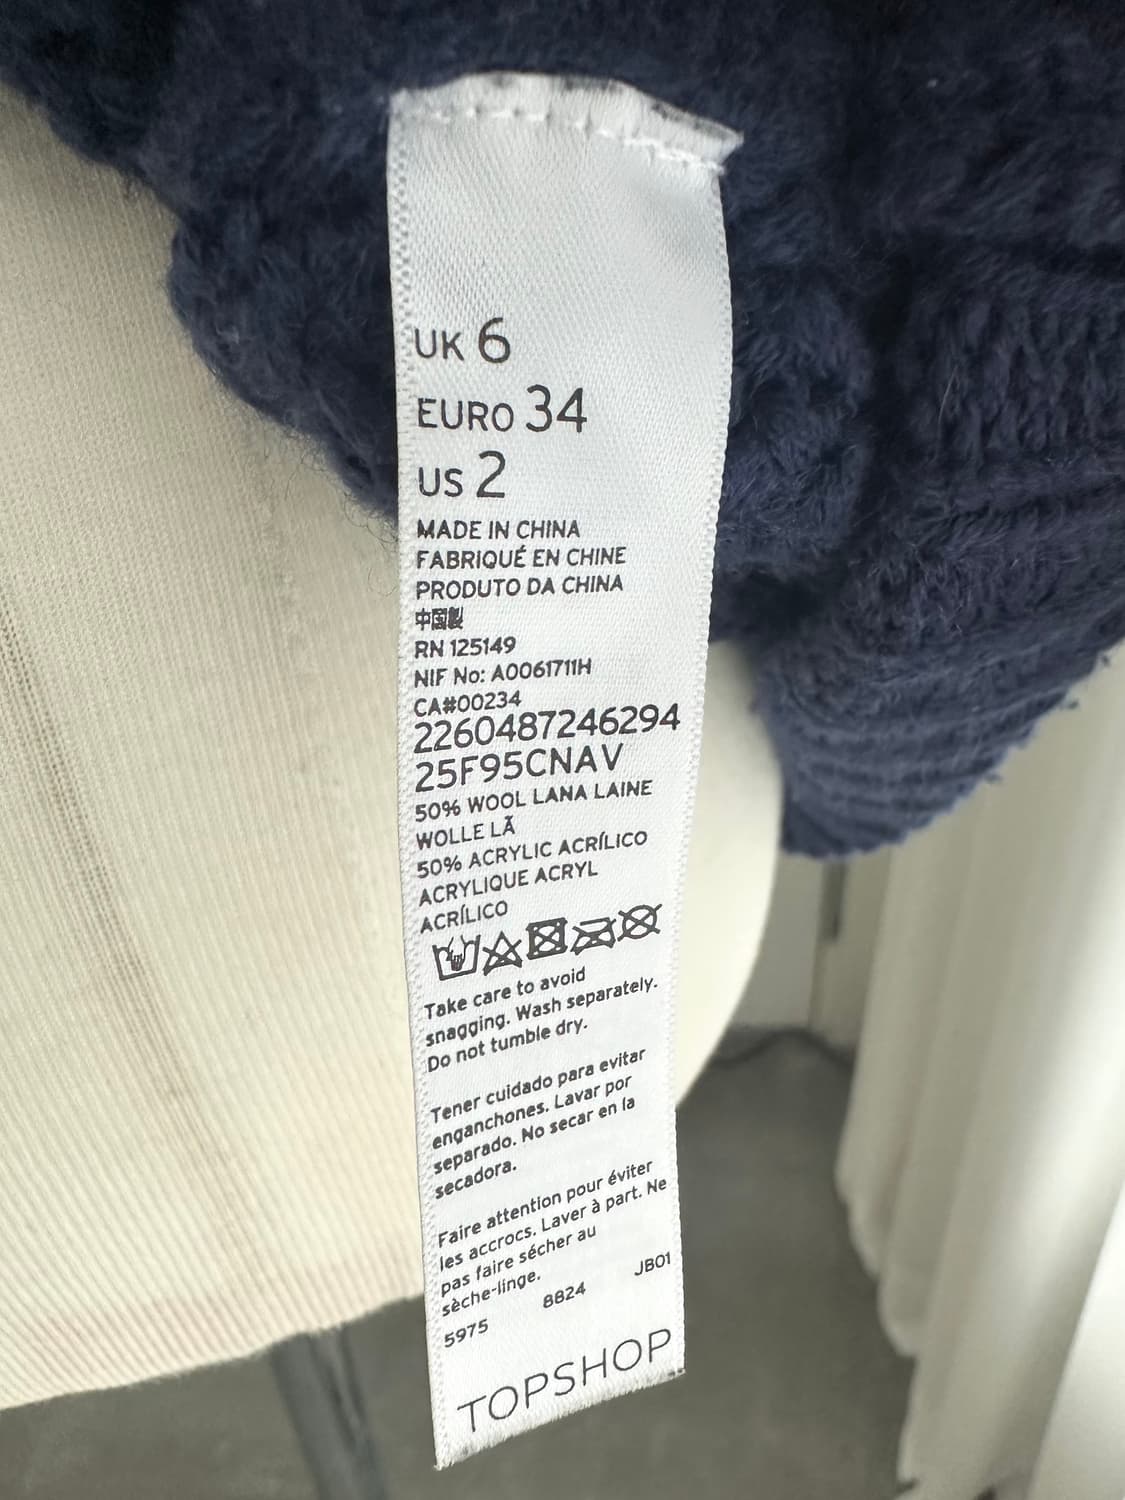 UK 6
EURO 34
US 2
MADE IN CHINA
FABRIQUÉ EN CHINE
PRODUTO DA CHINA
中国製
RN 125149
NIF No: A0061711H
CA#00234
2260487246294
25F95CNAV
50% WOOL LANA LAINE
WOLLE LÃ
50% ACRYLIC ACRÍLICO
ACRYLIQUE ACRYL
ACRÍLICO
Take care to avoid
snagging. Wash separately.
Do not tumble dry.
Tener cuidado para evitar
enganchones. Lavar por
separado. No secar en la
secadora.
Faire attention pour éviter
les accrocs. Laver à part. Ne
pas faire sécher au
sèche-linge.
5975 8824 JB01
TOPSHOP